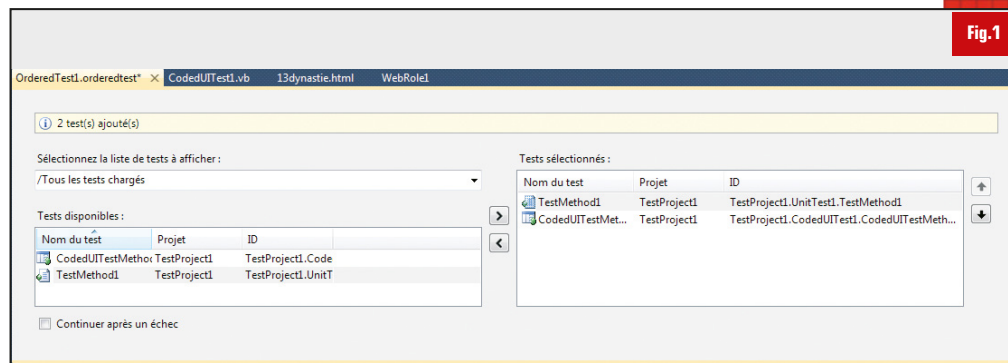 Fig.1
OrderedTest1.orderedtest* CodedUITest1.vb 13dynastie.html WebRole1
2 test(s) ajouté(s)
Sélectionnez la liste de tests à afficher :
/Tous les tests chargés
Tests disponibles :
Nom du test Projet ID
CodedUITestMethod TestProject1 TestProject1.Code
TestMethod1 TestProject1 TestProject1.UnitT
Continuer après un échec
Tests sélectionnés :
Nom du test Projet ID
TestMethod1 TestProject1 TestProject1.UnitTest1.TestMethod1
CodedUITestMet... TestProject1 TestProject1.CodedUITest1.CodedUITestMeth...